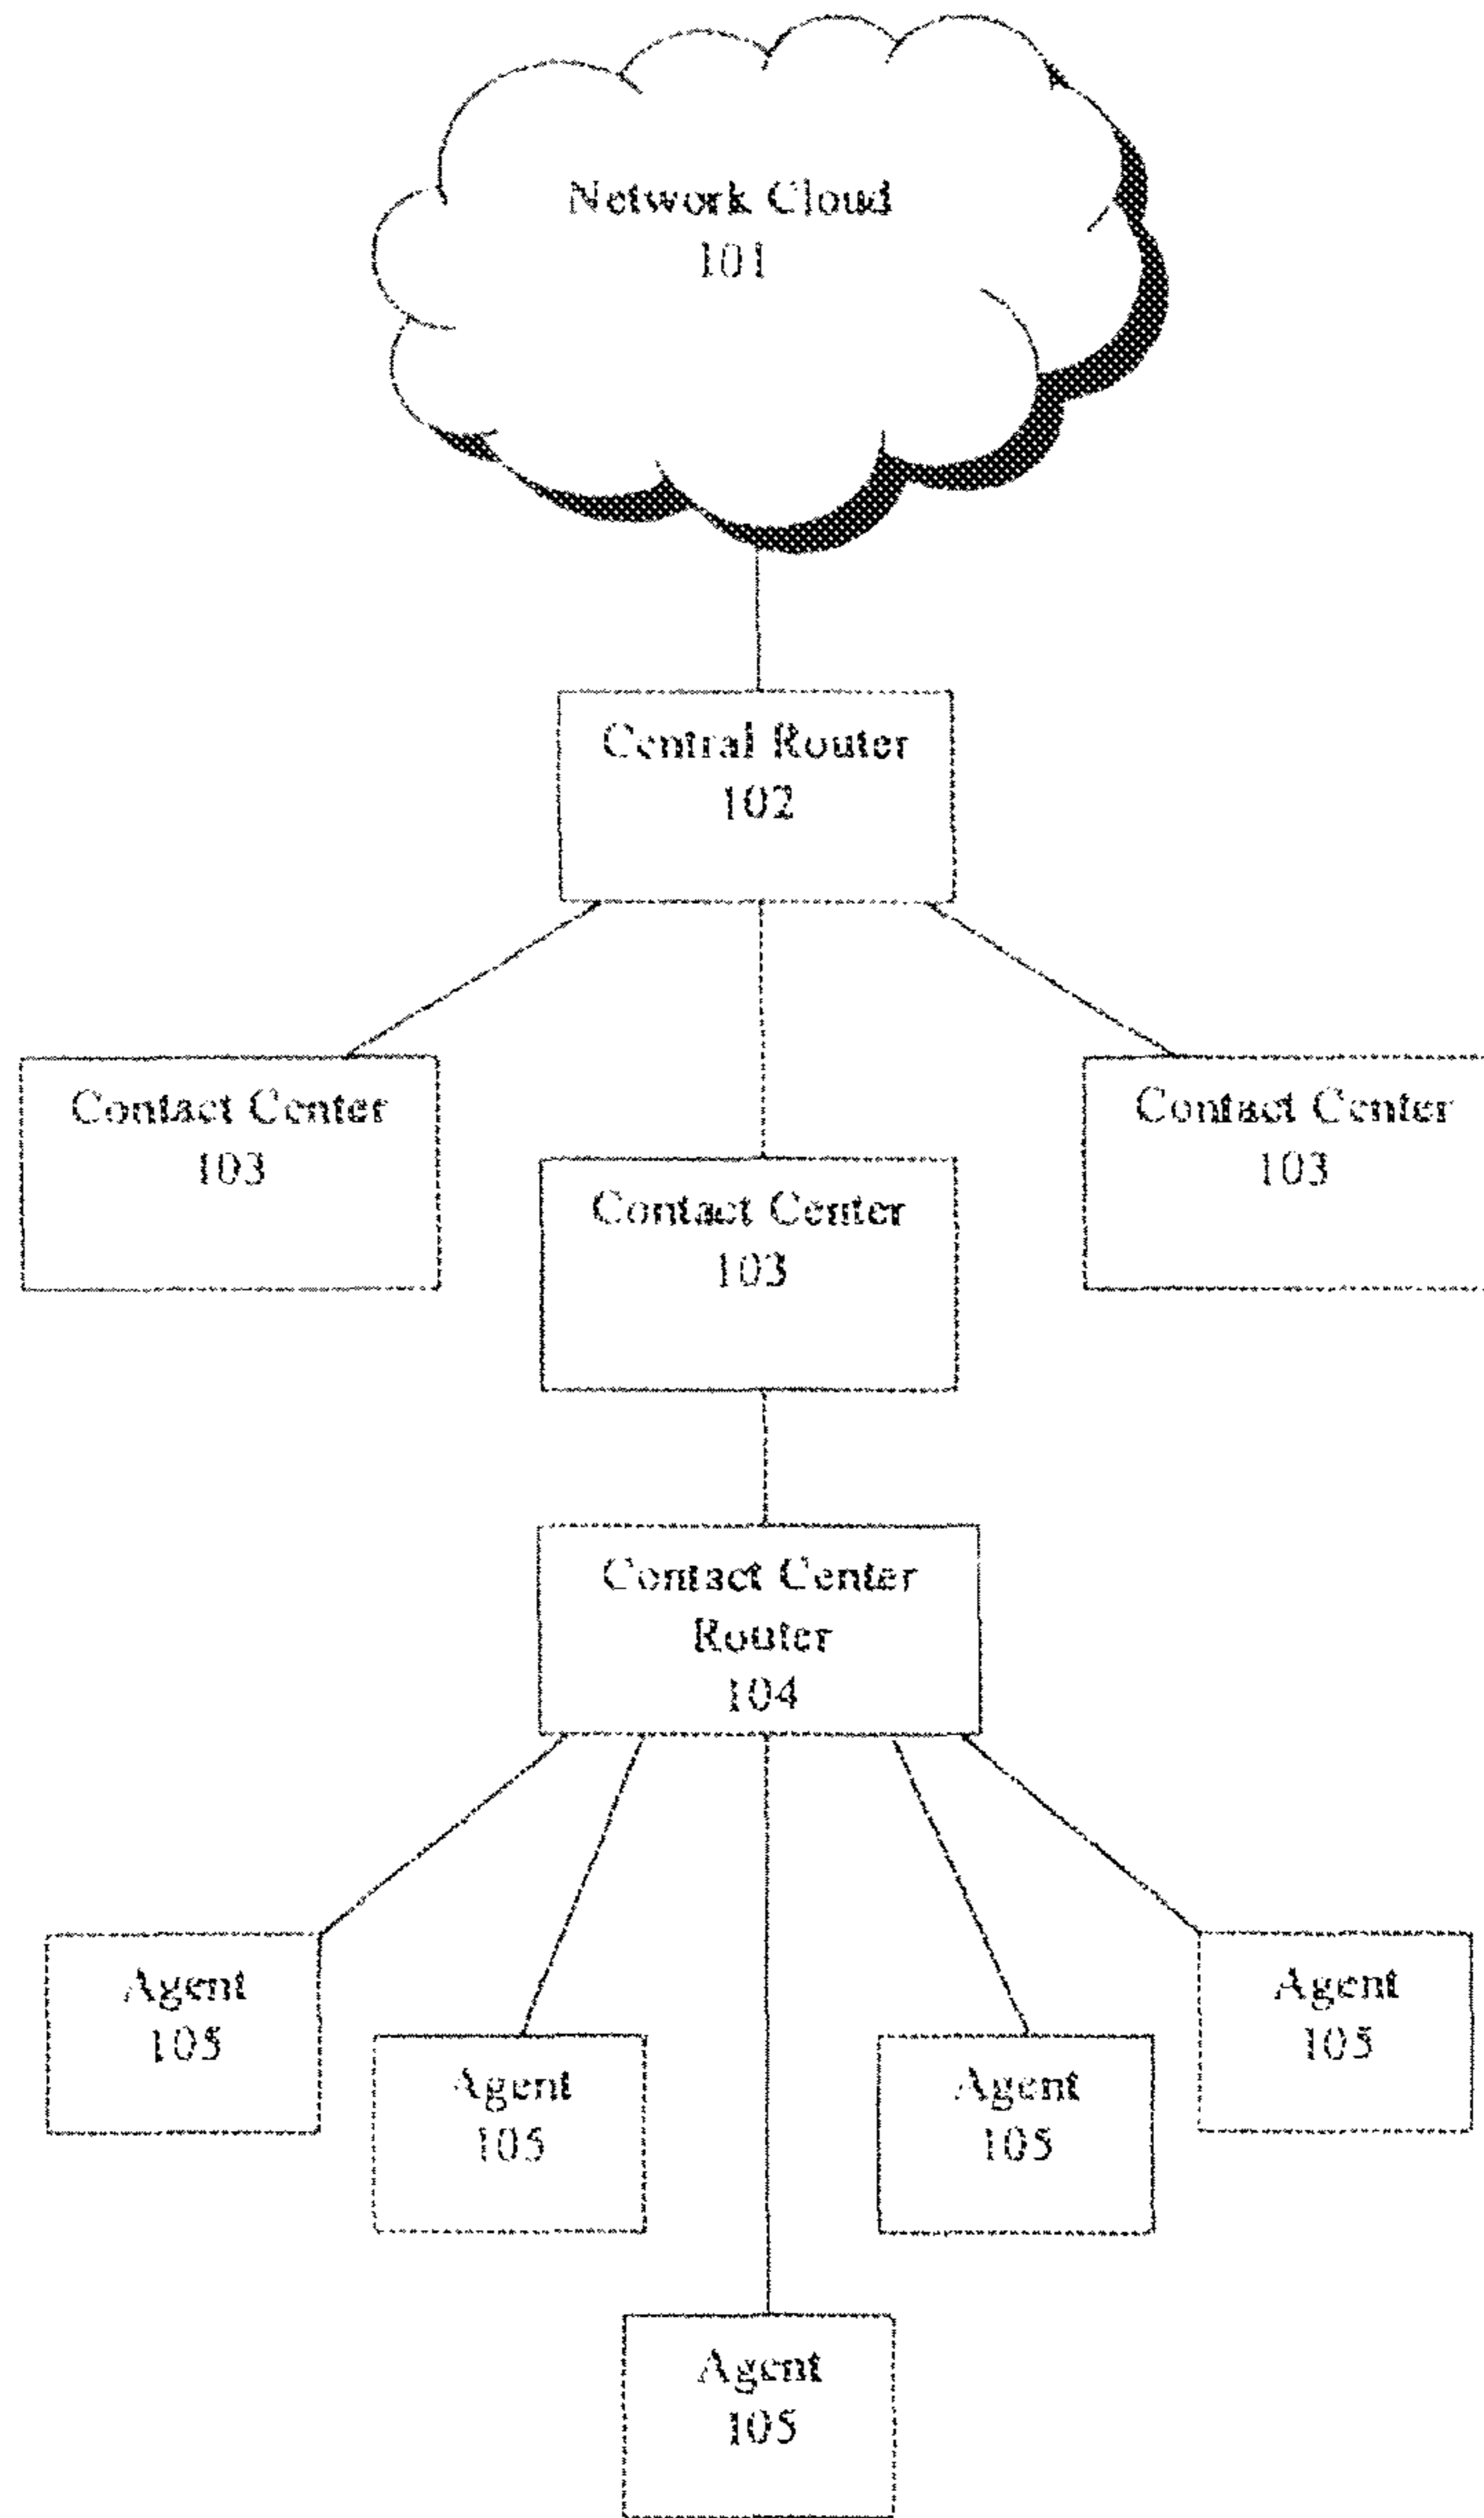 Network Cloud
101
Central Router
102
Contact Center
103
Contact Center
103
Contact Center
103
Contact Center
Router
104
Agent
105
Agent
105
Agent
105
Agent
105
Agent
105